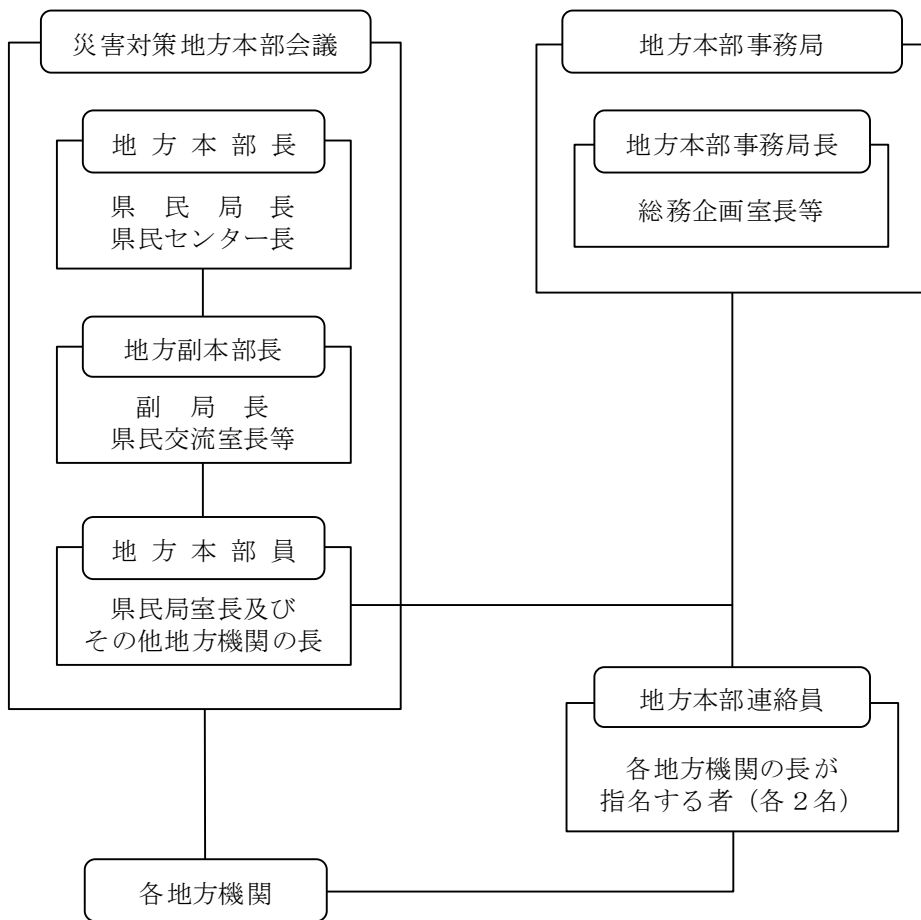 災害対策地方本部会議
地方本部長
県民局長
県民センター長
地方副本部長
副局長
県民交流室長等
地方本部員
県民局室長及び
その他地方機関の長
各地方機関
地方本部事務局
地方本部事務局長
総務企画室長等
地方本部連絡員
各地方機関の長が
指名する者（各２名）